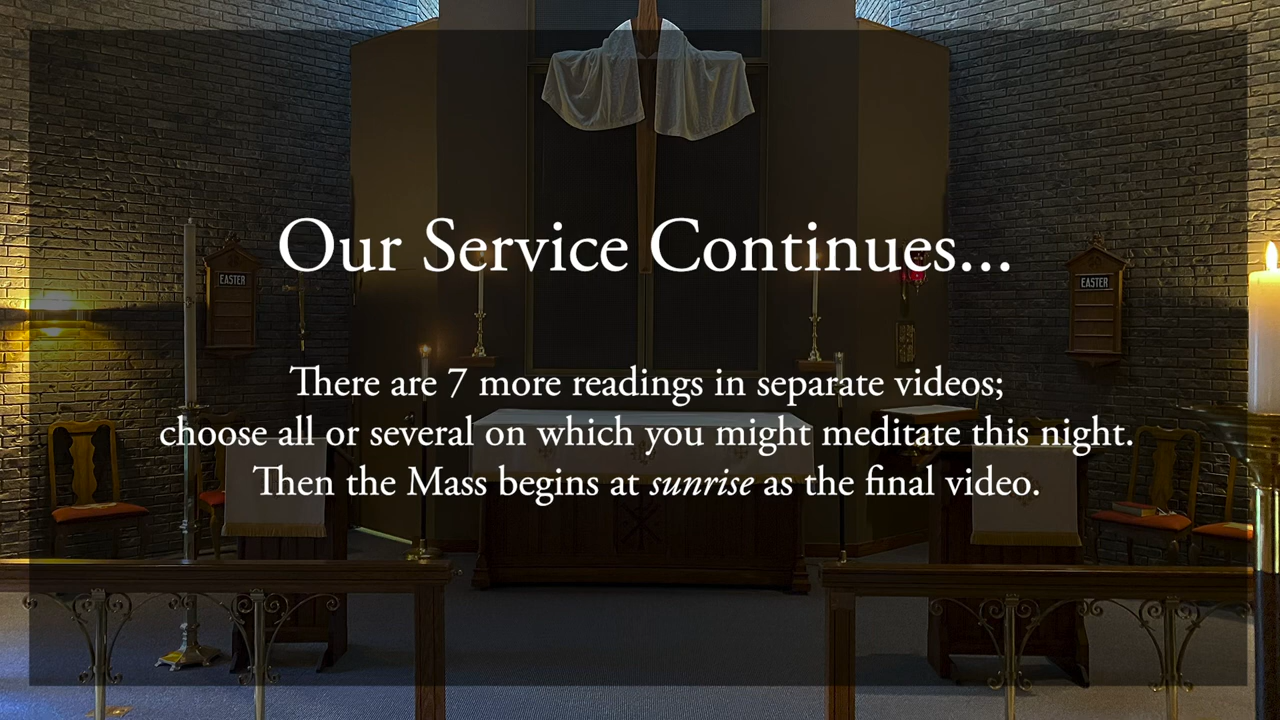 Our Service Continues...
EASTER
EASTER
There are 7 more readings in separate videos;
choose all or several on which you might meditate this night.
Then the Mass begins at sunrise as the final video.